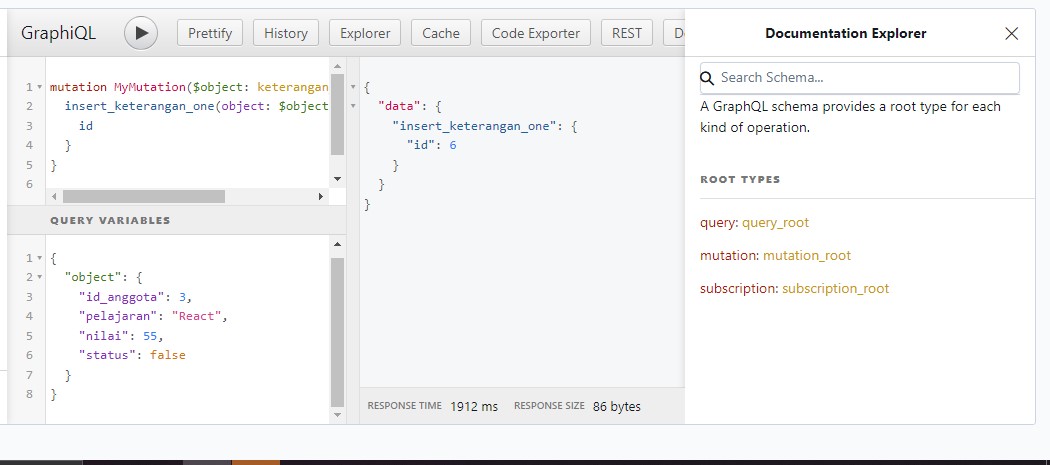 GraphiQL
Prettify
History
Explorer
Cache
Code Exporter
REST
Documentation Explorer
1 mutation MyMutation($object: keterangan
2 insert_keterangan_one(object: $object
3 id
4 }
5 }
6
QUERY VARIABLES
1 {
2 "object": {
3 "id_anggota": 3,
4 "pelajaran": "React",
5 "nilai": 55,
6 "status": false
7 }
8 }
{
"data": {
"insert_keterangan_one": {
"id": 6
}
}
}
RESPONSE TIME 1912 ms RESPONSE SIZE 86 bytes
Search Schema...
A GraphQL schema provides a root type for each
kind of operation.
ROOT TYPES
query: query_root
mutation: mutation_root
subscription: subscription_root